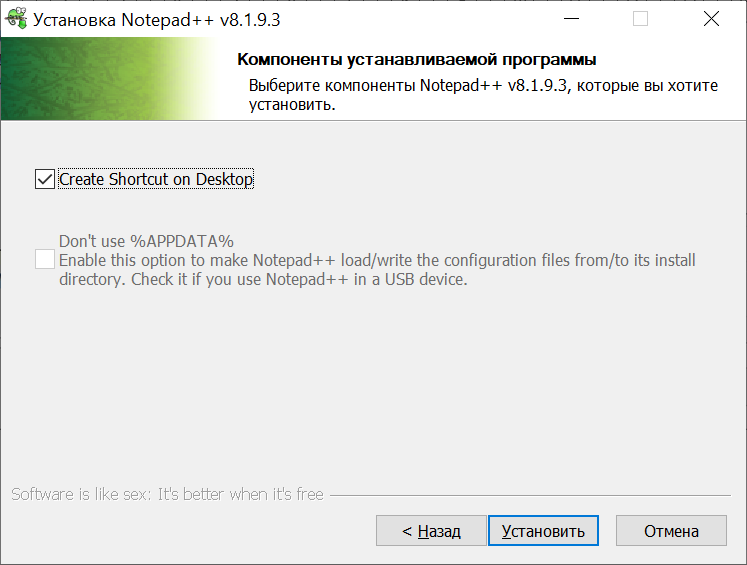 Установка Notepad++ v8.1.9.3
Компоненты устанавливаемой программы
Выберите компоненты Notepad++ v8.1.9.3, которые вы хотите
установить.
Create Shortcut on Desktop
Don't use %APPDATA%
Enable this option to make Notepad++ load/write the configuration files from/to its install
directory. Check it if you use Notepad++ in a USB device.
Software is like sex: It's better when it's free
< Назад
Установить
Отмена